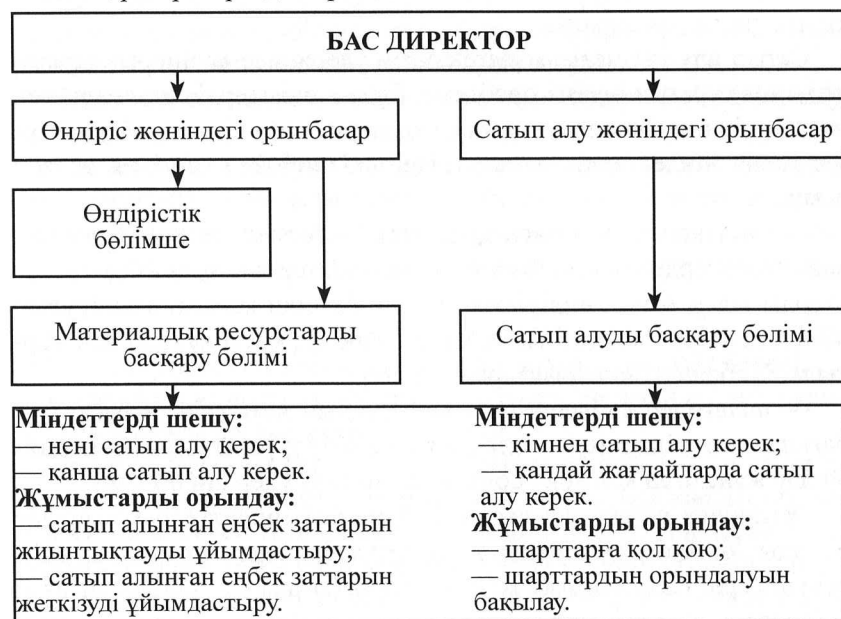 БАС ДИРЕКТОР
Өндіріс жөніндегі орынбасар
Сатып алу жөніндегі орынбасар
Өндірістік
бөлімше
Материалдық ресурстарды
басқару бөлімі
Сатып алуды басқару бөлімі
Міндеттерді шешу:
— нені сатып алу керек;
— қанша сатып алу керек.
Жұмыстарды орындау:
— сатып алынған еңбек заттарын
жиынтықтауды ұйымдастыру;
— сатып алынған еңбек заттарын
жеткізуді ұйымдастыру.
Міндеттерді шешу:
— кімнен сатып алу керек;
— қандай жағдайларда сатып
алу керек.
Жұмыстарды орындау:
— шарттарға қол қою;
— шарттардың орындалуын
бақылау.